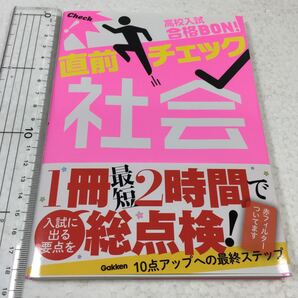 Check
高校入試
合格BON!
直前チェック
社会
1冊最短2時間で
入試に
出る
要点を
総点検!
赤フィルター
ついてます
Gakken
10点アップへの最終ステップ
10